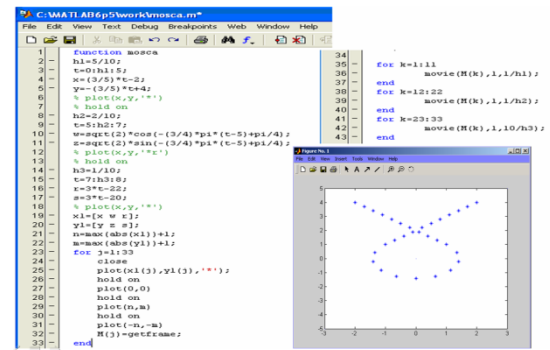 C:\MATLAB6p5\work\mosca.m*
File Edit View Text Debug Breakpoints Web Window Help
1 function mosca
2 - h1=5/10;
3 - t=0:h1:5;
4 - x=(3/5)*t-2;
5 - y=-(3/5)*t+4;
6 % plot(x,y,'*')
7 % hold on
8 - h2=2/10;
9 - t=5:h2:7;
10 - w=sqrt(2)*cos(-(3/4)*pi*(t-5)+pi/4);
11 - z=sqrt(2)*sin(-(3/4)*pi*(t-5)+pi/4);
12 % plot(x,y,'*r')
13 % hold on
14 - h3=1/10;
15 - t=7:h3:8;
16 - r=3*t-22;
17 - s=3*t-20;
18 % plot(x,y,'*')
19 - x1=[x w r];
20 - y1=[y z s];
21 - n=max(abs(x1))+1;
22 - m=max(abs(y1))+1;
23 - for j=1:33
24 - close
25 - plot(x1(j),y1(j),'*');
26 - hold on
27 - plot(0,0)
28 - hold on
29 - plot(n,m)
30 - hold on
31 - plot(-n,-m)
32 - M(j)=getframe;
33 - end
34
35 - for k=1:11
36 - movie(M(k),1,1/h1);
37 - end
38 - for k=12:22
39 - movie(M(k),1,1/h2);
40 - end
41 - for k=23:33
42 - movie(M(k),1,10/h3);
43 - end
Figure No. 1
File Edit View Insert Tools Window Help
5
4
3
2
1
0
-1
-2
-3
-4
-5
-3 -2 -1 0 1 2 3